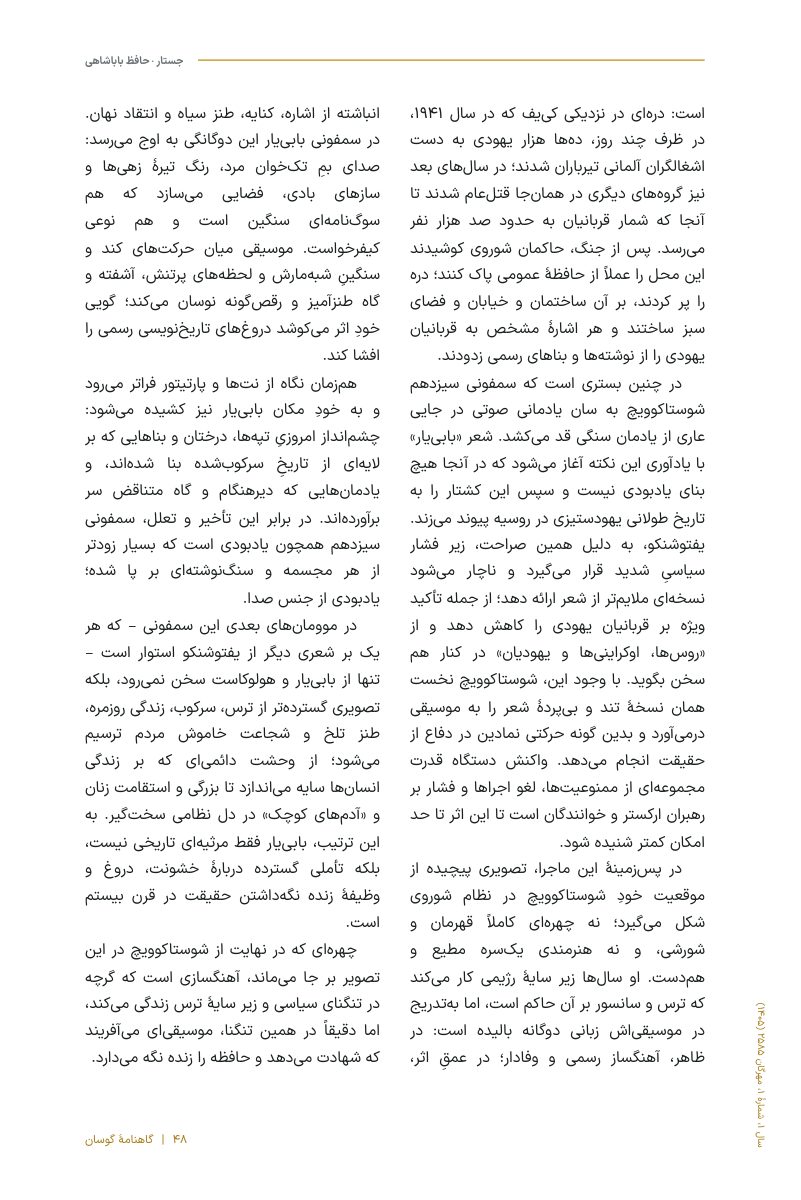 جستار · حافظ باباشاهی
است: دره‌ای در نزدیکی کی‌یف که در سال ۱۹۴۱،
در ظرف چند روز، ده‌ها هزار یهودی به دست
اشغالگران آلمانی تیرباران شدند؛ در سال‌های بعد
نیز گروه‌های دیگری در همان‌جا قتل‌عام شدند تا
آنجا که شمار قربانیان به حدود صد هزار نفر
می‌رسد. پس از جنگ، حاکمان شوروی کوشیدند
این محل را عملاً از حافظهٔ عمومی پاک کنند؛ دره
را پر کردند، بر آن ساختمان و خیابان و فضای
سبز ساختند و هر اشارهٔ مشخص به قربانیان
یهودی را از نوشته‌ها و بناهای رسمی زدودند.
در چنین بستری است که سمفونی سیزدهم
شوستاکوویچ به سان یادمانی صوتی در جایی
عاری از یادمان سنگی قد می‌کشد. شعر «بابی‌یار»
با یادآوری این نکته آغاز می‌شود که در آنجا هیچ
بنای یادبودی نیست و سپس این کشتار را به
تاریخ طولانی یهودستیزی در روسیه پیوند می‌زند.
یفتوشنکو، به دلیل همین صراحت، زیر فشار
سیاسیِ شدید قرار می‌گیرد و ناچار می‌شود
نسخه‌ای ملایم‌تر از شعر ارائه دهد؛ از جمله تأکید
ویژه بر قربانیان یهودی را کاهش دهد و از
«روس‌ها، اوکراینی‌ها و یهودیان» در کنار هم
سخن بگوید. با وجود این، شوستاکوویچ نخست
همان نسخهٔ تند و بی‌پردهٔ شعر را به موسیقی
درمی‌آورد و بدین گونه حرکتی نمادین در دفاع از
حقیقت انجام می‌دهد. واکنش دستگاه قدرت
مجموعه‌ای از ممنوعیت‌ها، لغو اجراها و فشار بر
رهبران ارکستر و خوانندگان است تا این اثر تا حد
امکان کمتر شنیده شود.
در پس‌زمینهٔ این ماجرا، تصویری پیچیده از
موقعیت خودِ شوستاکوویچ در نظام شوروی
شکل می‌گیرد؛ نه چهره‌ای کاملاً قهرمان و
شورشی، و نه هنرمندی یک‌سره مطیع و
هم‌دست. او سال‌ها زیر سایهٔ رژیمی کار می‌کند
که ترس و سانسور بر آن حاکم است، اما به‌تدریج
در موسیقی‌اش زبانی دوگانه بالیده است: در
ظاهر، آهنگساز رسمی و وفادار؛ در عمقِ اثر،
انباشته از اشاره، کنایه، طنز سیاه و انتقاد نهان.
در سمفونی بابی‌یار این دوگانگی به اوج می‌رسد:
صدای بمِ تک‌خوان مرد، رنگ تیرهٔ زهی‌ها و
سازهای بادی، فضایی می‌سازد که هم
سوگ‌نامه‌ای سنگین است و هم نوعی
کیفرخواست. موسیقی میان حرکت‌های کند و
سنگینِ شبه‌مارش و لحظه‌های پرتنش، آشفته و
گاه طنزآمیز و رقص‌گونه نوسان می‌کند؛ گویی
خودِ اثر می‌کوشد دروغ‌های تاریخ‌نویسی رسمی را
افشا کند.
هم‌زمان نگاه از نت‌ها و پارتیتور فراتر می‌رود
و به خودِ مکان بابی‌یار نیز کشیده می‌شود:
چشم‌انداز امروزیِ تپه‌ها، درختان و بناهایی که بر
لایه‌ای از تاریخِ سرکوب‌شده بنا شده‌اند، و
یادمان‌هایی که دیرهنگام و گاه متناقض سر
برآورده‌اند. در برابر این تأخیر و تعلل، سمفونی
سیزدهم همچون یادبودی است که بسیار زودتر
از هر مجسمه و سنگ‌نوشته‌ای بر پا شده؛
یادبودی از جنس صدا.
در موومان‌های بعدی این سمفونی – که هر
یک بر شعری دیگر از یفتوشنکو استوار است –
تنها از بابی‌یار و هولوکاست سخن نمی‌رود، بلکه
تصویری گسترده‌تر از ترس، سرکوب، زندگی روزمره،
طنز تلخ و شجاعت خاموش مردم ترسیم
می‌شود؛ از وحشت دائمی‌ای که بر زندگی
انسان‌ها سایه می‌اندازد تا بزرگی و استقامت زنان
و «آدم‌های کوچک» در دل نظامی سخت‌گیر. به
این ترتیب، بابی‌یار فقط مرثیه‌ای تاریخی نیست،
بلکه تأملی گسترده دربارهٔ خشونت، دروغ و
وظیفهٔ زنده نگه‌داشتن حقیقت در قرن بیستم
است.
چهره‌ای که در نهایت از شوستاکوویچ در این
تصویر بر جا می‌ماند، آهنگسازی است که گرچه
در تنگنای سیاسی و زیر سایهٔ ترس زندگی می‌کند،
اما دقیقاً در همین تنگنا، موسیقی‌ای می‌آفریند
که شهادت می‌دهد و حافظه را زنده نگه می‌دارد.
سال ۱، شمارهٔ ۱، مهرگان ۲۵۸۵ (۱۴۰۵)
۴۸ | گاهنامهٔ گوسان